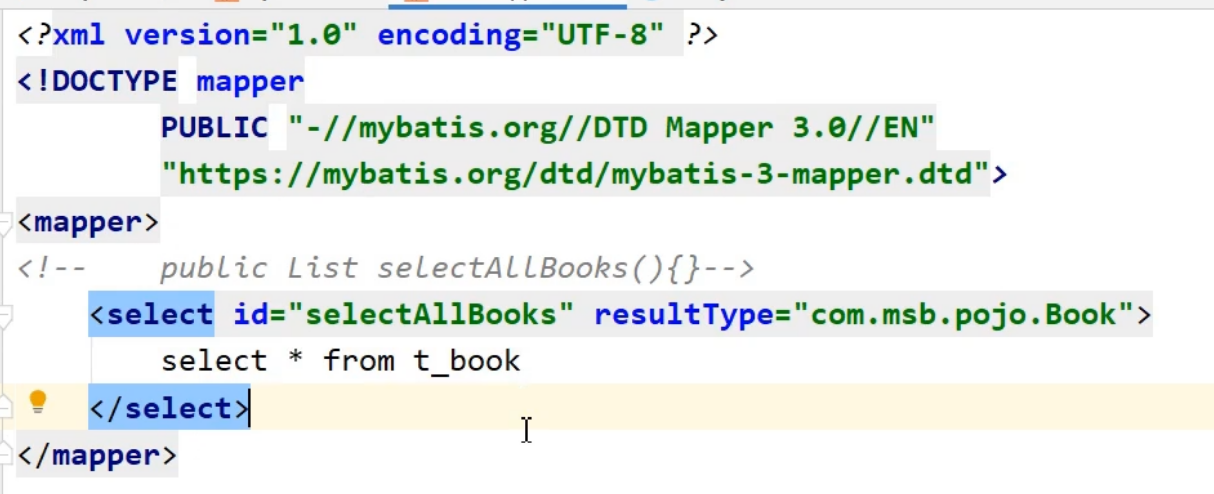 <?xml version="1.0" encoding="UTF-8" ?>
<!DOCTYPE mapper
        PUBLIC "-//mybatis.org//DTD Mapper 3.0//EN"
        "https://mybatis.org/dtd/mybatis-3-mapper.dtd">
<mapper>
<!--    public List selectAllBooks(){}-->
    <select id="selectAllBooks" resultType="com.msb.pojo.Book">
        select * from t_book
    </select>
</mapper>